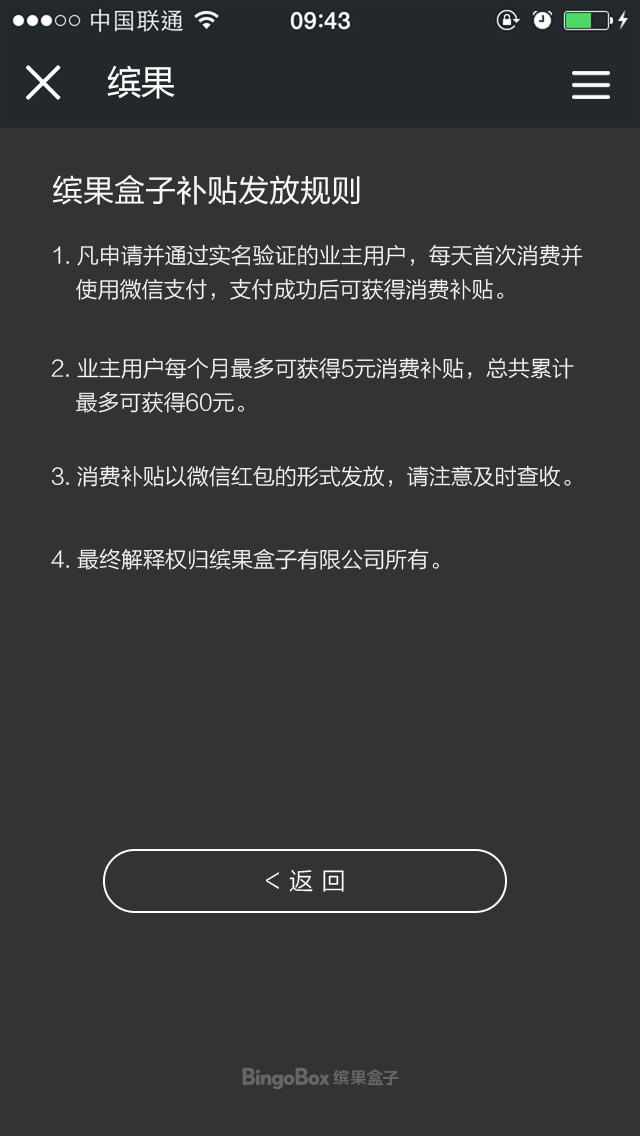 中国联通 09:43
缤果
缤果盒子补贴发放规则
1. 凡申请并通过实名验证的业主用户，每天首次消费并
使用微信支付，支付成功后可获得消费补贴。
2. 业主用户每个月最多可获得5元消费补贴，总共累计
最多可获得60元。
3. 消费补贴以微信红包的形式发放，请注意及时查收。
4. 最终解释权归缤果盒子有限公司所有。
< 返 回
BingoBox 缤果盒子